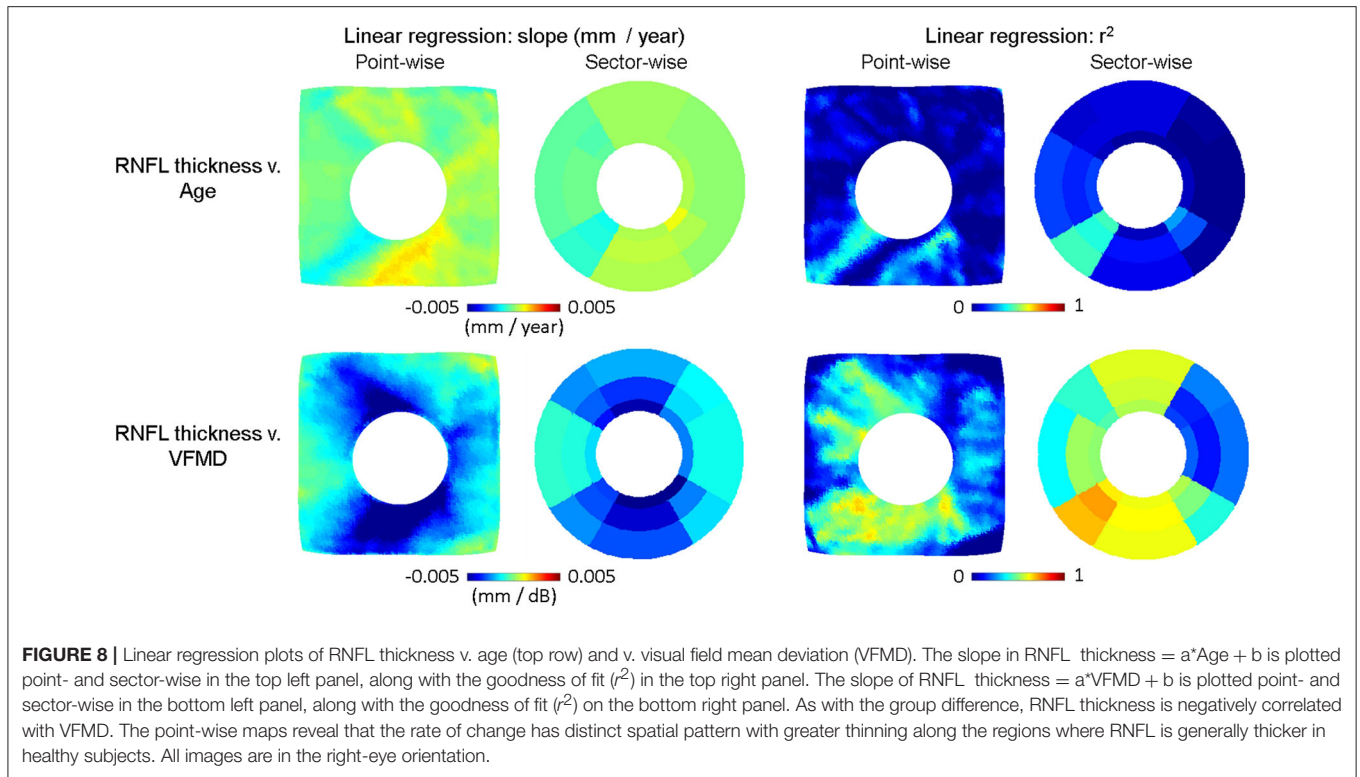 Linear regression: slope (mm / year)
Linear regression: r²
Point-wise
Sector-wise
Point-wise
Sector-wise
RNFL thickness v.
Age
-0.005
0.005
(mm / year)
0
1
RNFL thickness v.
VFMD
-0.005
0.005
(mm / dB)
0
1
FIGURE 8 | Linear regression plots of RNFL thickness v. age (top row) and v. visual field mean deviation (VFMD). The slope in RNFL thickness = a*Age + b is plotted
point- and sector-wise in the top left panel, along with the goodness of fit (r²) in the top right panel. The slope of RNFL thickness = a*VFMD + b is plotted point- and
sector-wise in the bottom left panel, along with the goodness of fit (r²) on the bottom right panel. As with the group difference, RNFL thickness is negatively correlated
with VFMD. The point-wise maps reveal that the rate of change has distinct spatial pattern with greater thinning along the regions where RNFL is generally thicker in
healthy subjects. All images are in the right-eye orientation.